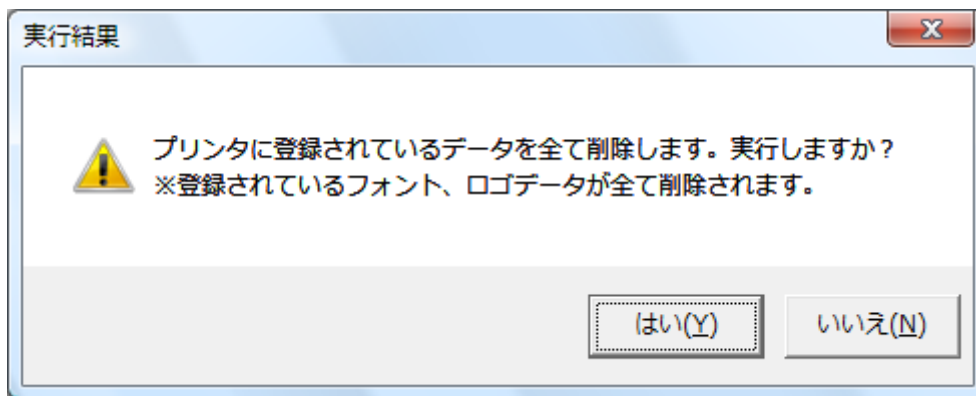 実行結果
プリンタに登録されているデータを全て削除します。実行しますか？
※登録されているフォント、ロゴデータが全て削除されます。
はい(Y)
いいえ(N)